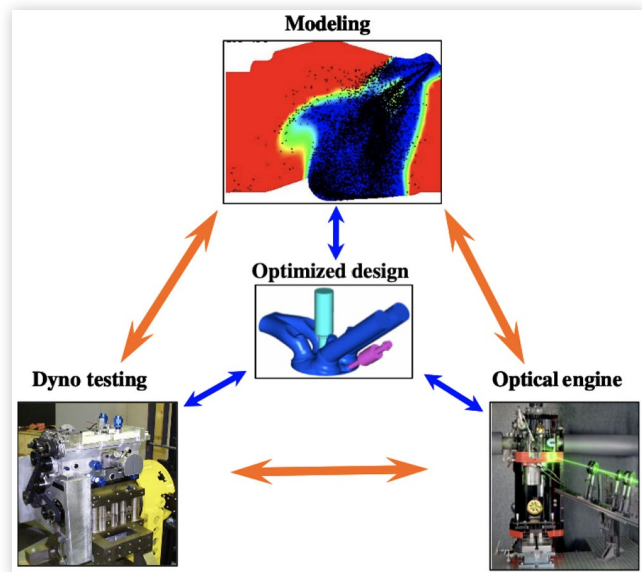 Modeling
Optimized design
Dyno testing
Optical engine